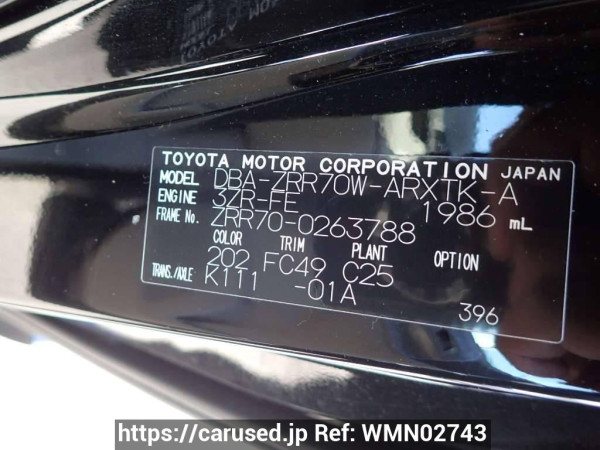 TOYOTA MOTOR CORPORATION JAPAN
MODEL DBA-ZRR70W-ARXTK-A
ENGINE 3ZR-FE 1986 mL
FRAME No. ZRR70-0263788
COLOR TRIM PLANT OPTION
202 FC49 C25
TRANS./AXLE K111 -01A
396
https://carused.jp Ref: WMN02743